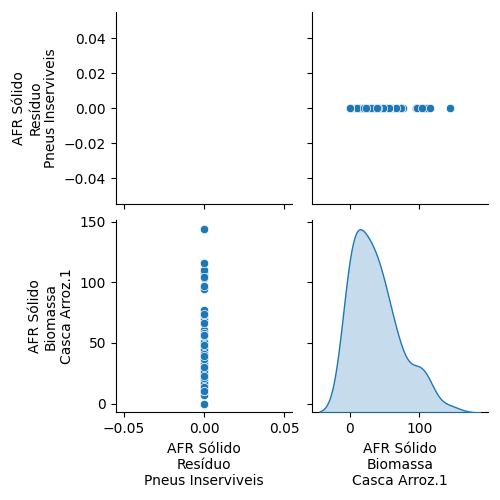 AFR Sólido
Resíduo
Pneus Inserviveis
0.04
0.02
0.00
−0.02
−0.04
AFR Sólido
Biomassa
Casca Arroz.1
150
100
50
0
−0.05
0.00
0.05
0
100
AFR Sólido
Resíduo
Pneus Inserviveis
AFR Sólido
Biomassa
Casca Arroz.1